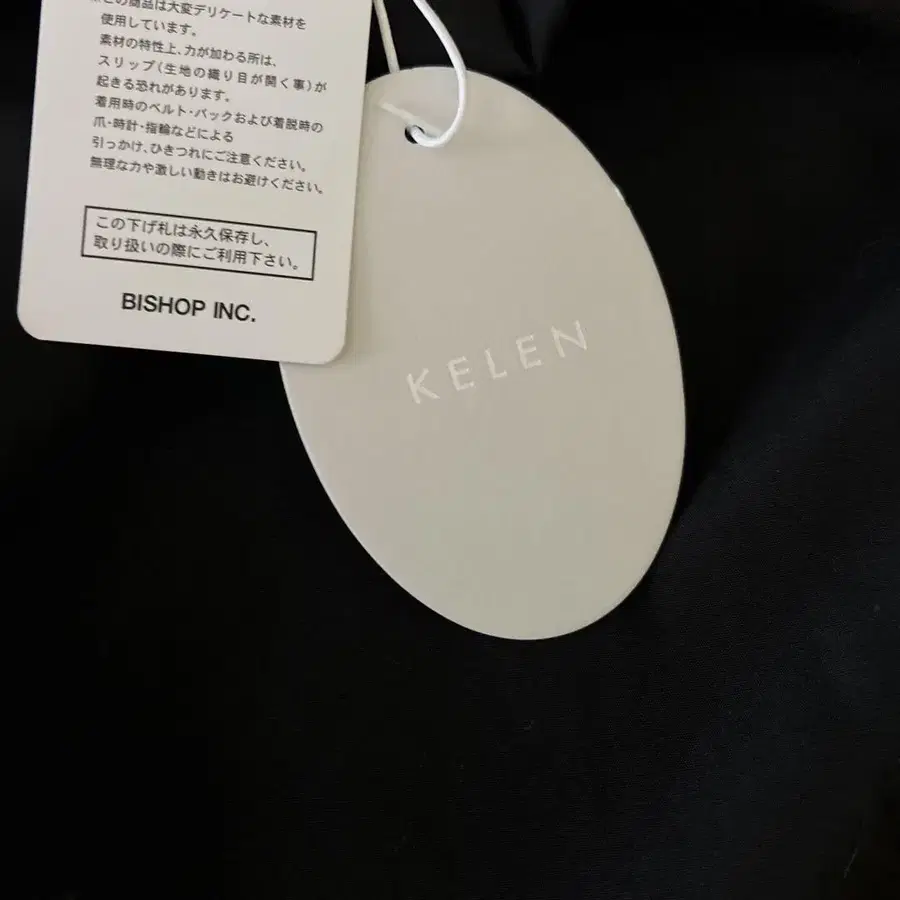 ※この商品は大変デリケートな素材を
使用しています。
素材の特性上、力が加わる所は、
スリップ(生地の織り目が開く事)が
起きる恐れがあります。
着用時のベルト・バックおよび着脱時の
爪・時計・指輪などによる
引っかけ、ひきつれにご注意ください。
無理な力や激しい動きはお避けください。
この下げ札は永久保存し、
取り扱いの際にご利用下さい。
BISHOP INC.
KELEN